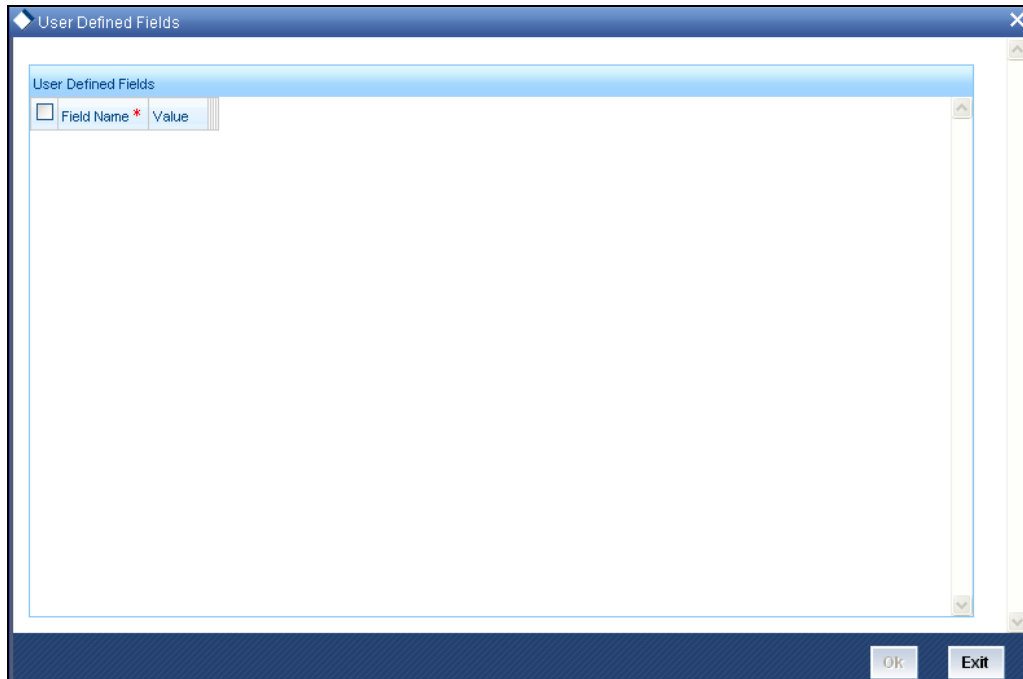 User Defined Fields
User Defined Fields
Field Name * Value
Ok Exit